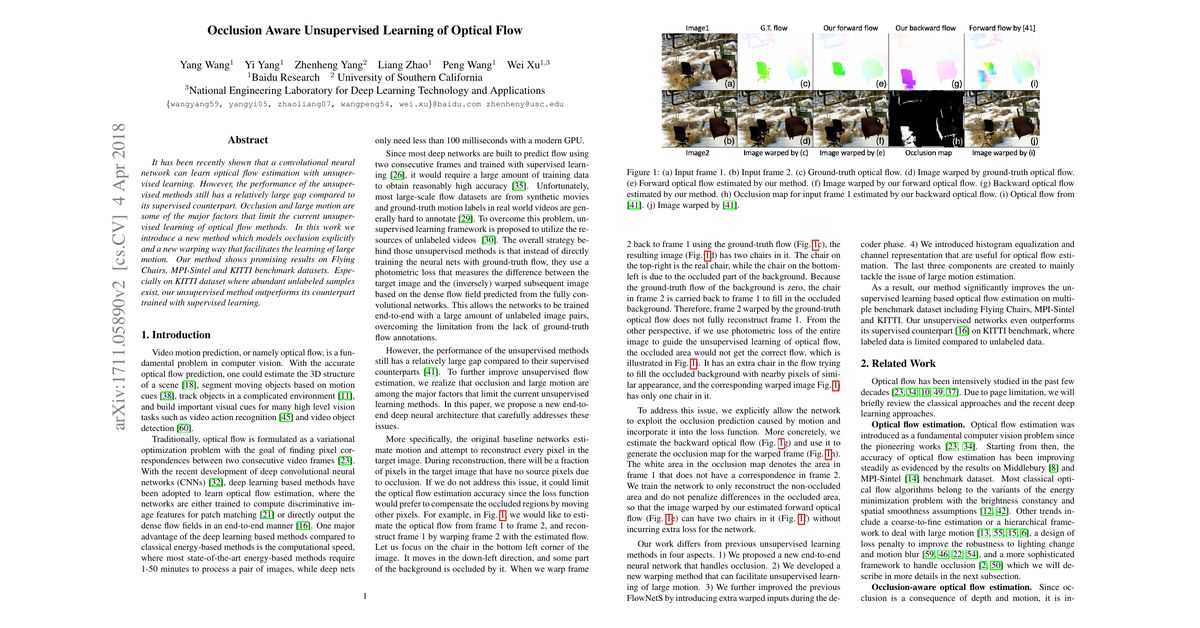 Occlusion Aware Unsupervised Learning of Optical Flow
Yang Wang1 Yi Yang1 Zhenheng Yang2 Liang Zhao1 Peng Wang1 Wei Xu1,3
1Baidu Research 2 University of Southern California
3National Engineering Laboratory for Deep Learning Technology and Applications
{wangyang59, yangyi05, zhaoliang07, wangpeng54, wei.xu}@baidu.com zhenheny@usc.edu
arXiv:1711.05890v2 [cs.CV] 4 Apr 2018
Abstract
It has been recently shown that a convolutional neural
network can learn optical flow estimation with unsuper-
vised learning. However, the performance of the unsuper-
vised methods still has a relatively large gap compared to
its supervised counterpart. Occlusion and large motion are
some of the major factors that limit the current unsuper-
vised learning of optical flow methods. In this work we
introduce a new method which models occlusion explicitly
and a new warping way that facilitates the learning of large
motion. Our method shows promising results on Flying
Chairs, MPI-Sintel and KITTI benchmark datasets. Espe-
cially on KITTI dataset where abundant unlabeled samples
exist, our unsupervised method outperforms its counterpart
trained with supervised learning.
1. Introduction
Video motion prediction, or namely optical flow, is a fun-
damental problem in computer vision. With the accurate
optical flow prediction, one could estimate the 3D structure
of a scene [18], segment moving objects based on motion
cues [38], track objects in a complicated environment [11],
and build important visual cues for many high level vision
tasks such as video action recognition [45] and video object
detection [60].
Traditionally, optical flow is formulated as a variational
optimization problem with the goal of finding pixel cor-
respondences between two consecutive video frames [23].
With the recent development of deep convolutional neural
networks (CNNs) [32], deep learning based methods have
been adopted to learn optical flow estimation, where the
networks are either trained to compute discriminative im-
age features for patch matching [21] or directly output the
dense flow fields in an end-to-end manner [16]. One major
advantage of the deep learning based methods compared to
classical energy-based methods is the computational speed,
where most state-of-the-art energy-based methods require
1-50 minutes to process a pair of images, while deep nets
only need less than 100 milliseconds with a modern GPU.
Since most deep networks are built to predict flow using
two consecutive frames and trained with supervised learn-
ing [26], it would require a large amount of training data
to obtain reasonably high accuracy [35]. Unfortunately,
most large-scale flow datasets are from synthetic movies
and ground-truth motion labels in real world videos are gen-
erally hard to annotate [29]. To overcome this problem, un-
supervised learning framework is proposed to utilize the re-
sources of unlabeled videos [30]. The overall strategy be-
hind those unsupervised methods is that instead of directly
training the neural nets with ground-truth flow, they use a
photometric loss that measures the difference between the
target image and the (inversely) warped subsequent image
based on the dense flow field predicted from the fully con-
volutional networks. This allows the networks to be trained
end-to-end with a large amount of unlabeled image pairs,
overcoming the limitation from the lack of ground-truth
flow annotations.
However, the performance of the unsupervised methods
still has a relatively large gap compared to their supervised
counterparts [41]. To further improve unsupervised flow
estimation, we realize that occlusion and large motion are
among the major factors that limit the current unsupervised
learning methods. In this paper, we propose a new end-to-
end deep neural architecture that carefully addresses these
issues.
More specifically, the original baseline networks esti-
mate motion and attempt to reconstruct every pixel in the
target image. During reconstruction, there will be a fraction
of pixels in the target image that have no source pixels due
to occlusion. If we do not address this issue, it could limit
the optical flow estimation accuracy since the loss function
would prefer to compensate the occluded regions by moving
other pixels. For example, in Fig. 1, we would like to esti-
mate the optical flow from frame 1 to frame 2, and recon-
struct frame 1 by warping frame 2 with the estimated flow.
Let us focus on the chair in the bottom left corner of the
image. It moves in the down-left direction, and some part
of the background is occluded by it. When we warp frame
1
Image1 G.T. flow Our forward flow Our backward flow Forward flow by [41]
(a) (c) (e) (g) (i)
(b) (d) (f) (h) (j)
Image2 Image warped by (c) Image warped by (e) Occlusion map Image warped by (i)
Figure 1: (a) Input frame 1. (b) Input frame 2. (c) Ground-truth optical flow. (d) Image warped by ground-truth optical flow.
(e) Forward optical flow estimated by our method. (f) Image warped by our forward optical flow. (g) Backward optical flow
estimated by our method. (h) Occlusion map for input frame 1 estimated by our backward optical flow. (i) Optical flow from
[41]. (j) Image warped by [41].
2 back to frame 1 using the ground-truth flow (Fig. 1c), the
resulting image (Fig. 1d) has two chairs in it. The chair on
the top-right is the real chair, while the chair on the bottom-
left is due to the occluded part of the background. Because
the ground-truth flow of the background is zero, the chair
in frame 2 is carried back to frame 1 to fill in the occluded
background. Therefore, frame 2 warped by the ground-truth
optical flow does not fully reconstruct frame 1. From the
other perspective, if we use photometric loss of the entire
image to guide the unsupervised learning of optical flow,
the occluded area would not get the correct flow, which is
illustrated in Fig. 1i. It has an extra chair in the flow trying
to fill the occluded background with nearby pixels of simi-
lar appearance, and the corresponding warped image Fig. 1j
has only one chair in it.
To address this issue, we explicitly allow the network
to exploit the occlusion prediction caused by motion and
incorporate it into the loss function. More concretely, we
estimate the backward optical flow (Fig. 1g) and use it to
generate the occlusion map for the warped frame (Fig. 1h).
The white area in the occlusion map denotes the area in
frame 1 that does not have a correspondence in frame 2.
We train the network to only reconstruct the non-occluded
area and do not penalize differences in the occluded area,
so that the image warped by our estimated forward optical
flow (Fig. 1e) can have two chairs in it (Fig. 1f) without
incurring extra loss for the network.
Our work differs from previous unsupervised learning
methods in four aspects. 1) We proposed a new end-to-end
neural network that handles occlusion. 2) We developed a
new warping method that can facilitate unsupervised learn-
ing of large motion. 3) We further improved the previous
FlowNetS by introducing extra warped inputs during the de-
coder phase. 4) We introduced histogram equalization and
channel representation that are useful for optical flow esti-
mation. The last three components are created to mainly
tackle the issue of large motion estimation.
As a result, our method significantly improves the un-
supervised learning based optical flow estimation on multi-
ple benchmark dataset including Flying Chairs, MPI-Sintel
and KITTI. Our unsupervised networks even outperforms
its supervised counterpart [16] on KITTI benchmark, where
labeled data is limited compared to unlabeled data.
2. Related Work
Optical flow has been intensively studied in the past few
decades [23, 34, 10, 49, 37]. Due to page limitation, we will
briefly review the classical approaches and the recent deep
learning approaches.
Optical flow estimation. Optical flow estimation was
introduced as a fundamental computer vision problem since
the pioneering works [23, 34]. Starting from then, the
accuracy of optical flow estimation has been improving
steadily as evidenced by the results on Middlebury [8] and
MPI-Sintel [14] benchmark dataset. Most classical opti-
cal flow algorithms belong to the variants of the energy
minimization problem with the brightness constancy and
spatial smoothness assumptions [12, 42]. Other trends in-
clude a coarse-to-fine estimation or a hierarchical frame-
work to deal with large motion [13, 55, 15, 6], a design of
loss penalty to improve the robustness to lighting change
and motion blur [59, 46, 22, 54], and a more sophisticated
framework to handle occlusion [2, 50] which we will de-
scribe in more details in the next subsection.
Occlusion-aware optical flow estimation. Since oc-
clusion is a consequence of depth and motion, it is in-